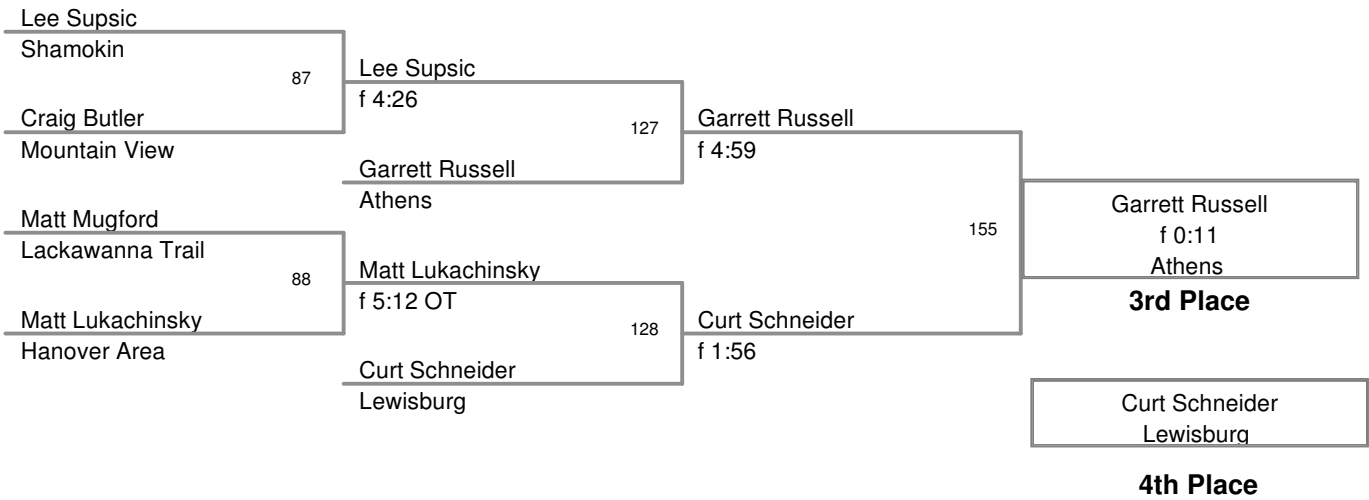 Lee Supsic
Shamokin
87
Lee Supsic
f 4:26
Craig Butler
Mountain View
127
Garrett Russell
f 4:59
Garrett Russell
Athens
Matt Mugford
Lackawanna Trail
88
Matt Lukachinsky
f 5:12 OT
Matt Lukachinsky
Hanover Area
128
Curt Schneider
f 1:56
Curt Schneider
Lewisburg
155
Garrett Russell
f 0:11
Athens
3rd Place
Curt Schneider
Lewisburg
4th Place